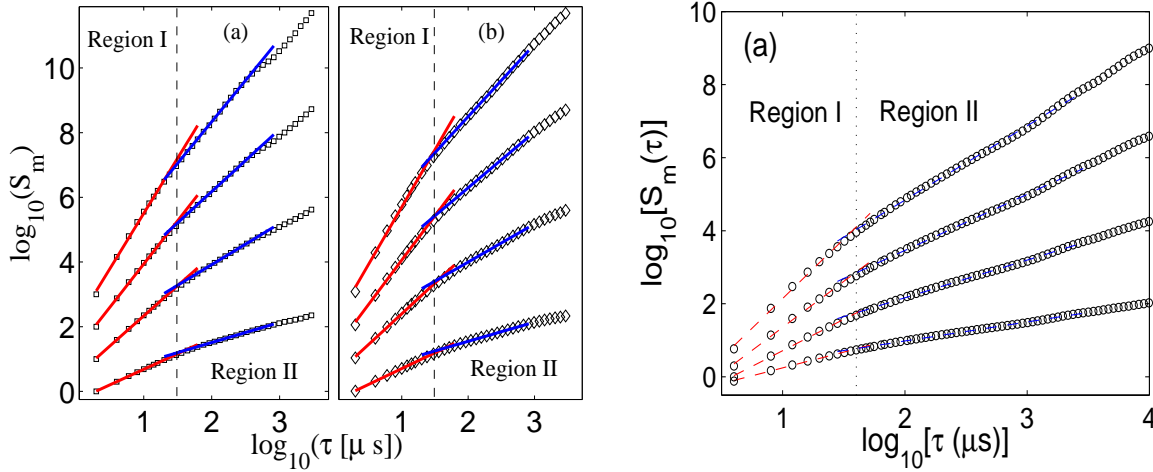 Region I
(a)
Region II
log10(Sm)
10
8
6
4
2
0
1
2
3
Region I
(b)
Region II
1
2
3
log10(τ [μ s])
(a)
Region I
Region II
log10[Sm(τ)]
10
8
6
4
2
0
1
2
3
4
log10[τ (μs)]